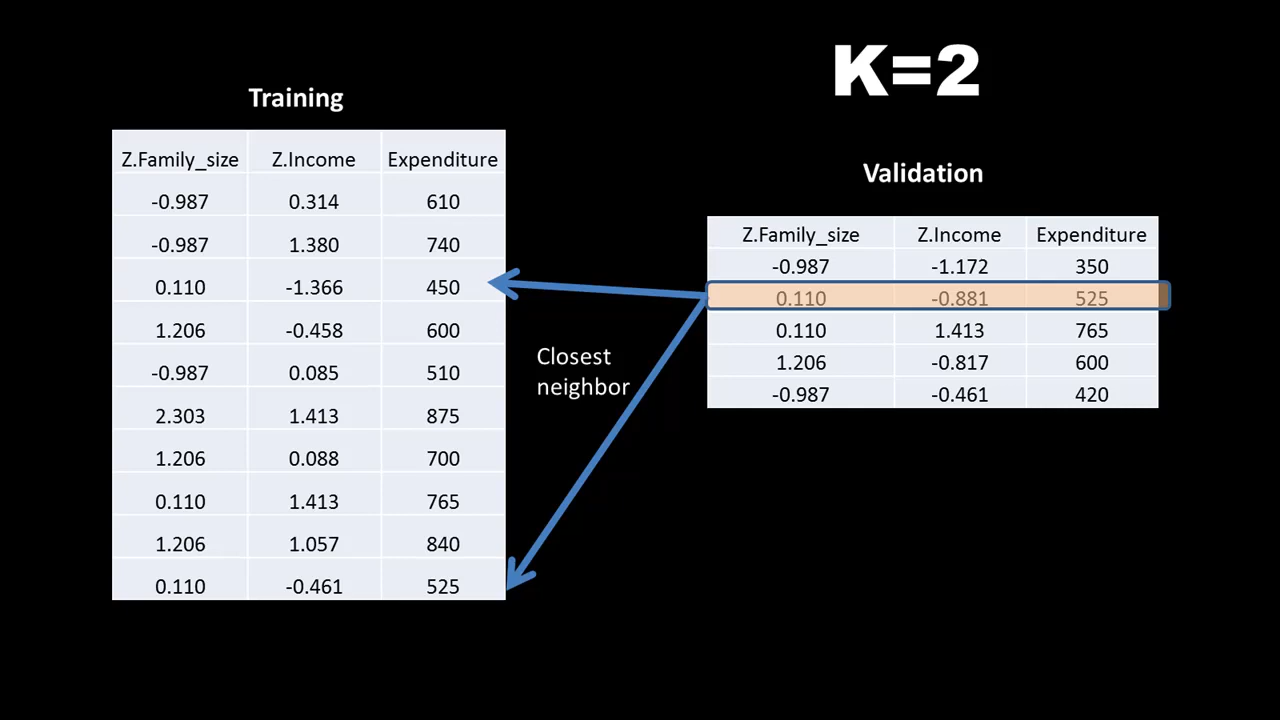 K=2
Training
Z.Family_size Z.Income Expenditure
-0.987 0.314 610
-0.987 1.380 740
0.110 -1.366 450
1.206 -0.458 600
-0.987 0.085 510
2.303 1.413 875
1.206 0.088 700
0.110 1.413 765
1.206 1.057 840
0.110 -0.461 525
Closest
neighbor
Validation
Z.Family_size Z.Income Expenditure
-0.987 -1.172 350
0.110 -0.881 525
0.110 1.413 765
1.206 -0.817 600
-0.987 -0.461 420